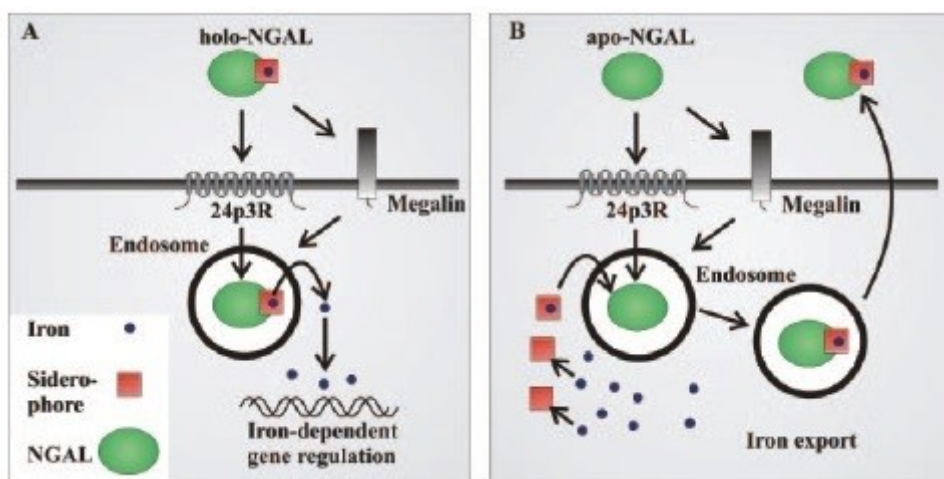 A
holo-NGAL
24p3R
Megalin
Endosome
Iron
Sidero-
phore
NGAL
Iron-dependent
gene regulation
B
apo-NGAL
24p3R
Megalin
Endosome
Iron export